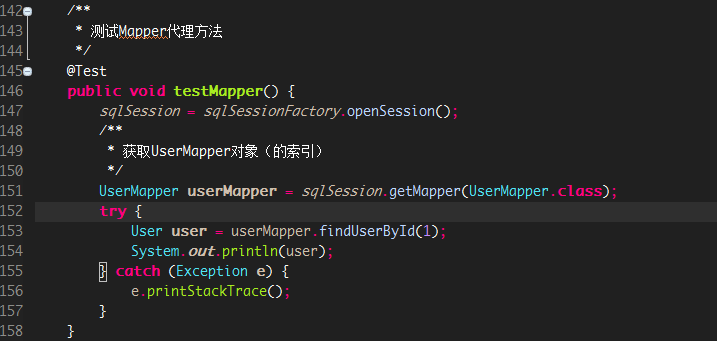 142 /**
143  * 测试Mapper代理方法
144  */
145 @Test
146 public void testMapper() {
147     sqlSession = sqlSessionFactory.openSession();
148     /**
149      * 获取UserMapper对象（的索引）
150      */
151     UserMapper userMapper = sqlSession.getMapper(UserMapper.class);
152     try {
153         User user = userMapper.findUserById(1);
154         System.out.println(user);
155     } catch (Exception e) {
156         e.printStackTrace();
157     }
158 }